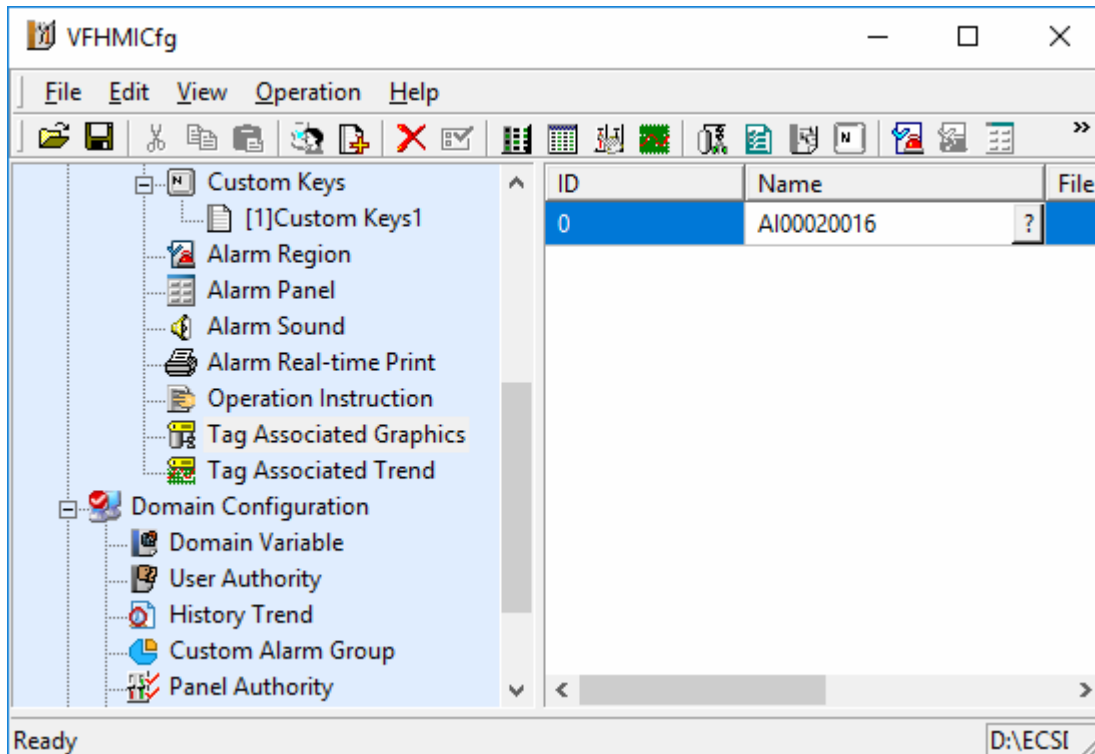 VFHMICfg
File Edit View Operation Help
»
Custom Keys
[1]Custom Keys1
Alarm Region
Alarm Panel
Alarm Sound
Alarm Real-time Print
Operation Instruction
Tag Associated Graphics
Tag Associated Trend
Domain Configuration
Domain Variable
User Authority
History Trend
Custom Alarm Group
Panel Authority
ID Name File
0 AI00020016 ?
Ready D:\ECSI